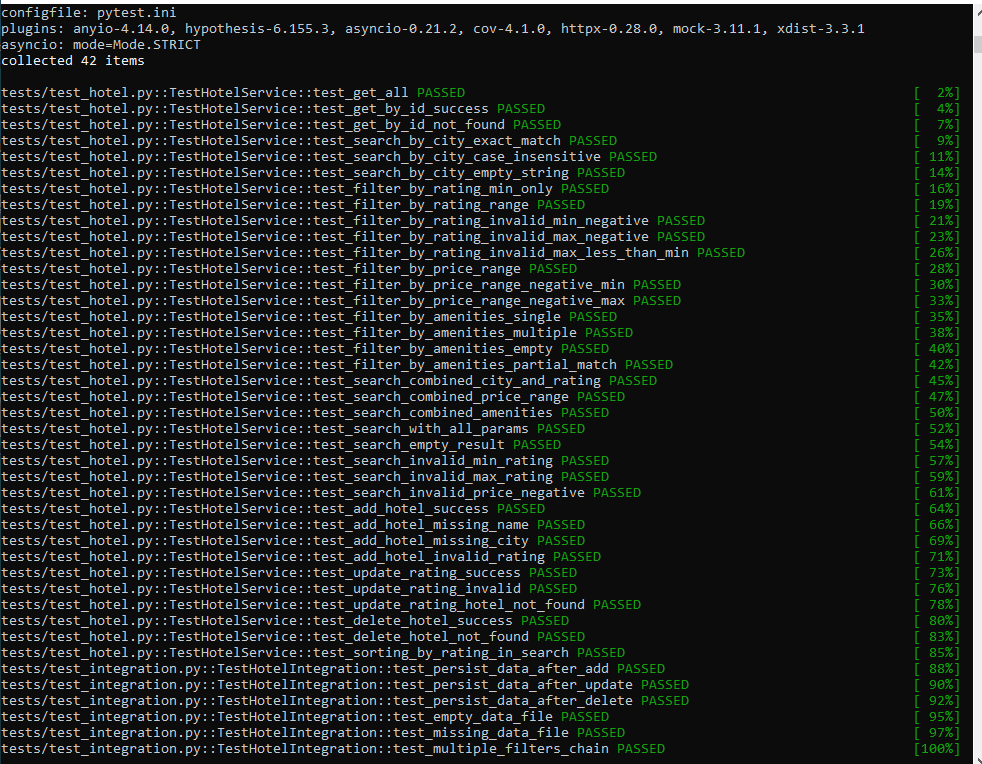 configfile: pytest.ini
plugins: anyio-4.14.0, hypothesis-6.155.3, asyncio-0.21.2, cov-4.1.0, httpx-0.28.0, mock-3.11.1, xdist-3.3.1
asyncio: mode=Mode.STRICT
collected 42 items
tests/test_hotel.py::TestHotelService::test_get_all PASSED [  2%]
tests/test_hotel.py::TestHotelService::test_get_by_id_success PASSED [  4%]
tests/test_hotel.py::TestHotelService::test_get_by_id_not_found PASSED [  7%]
tests/test_hotel.py::TestHotelService::test_search_by_city_exact_match PASSED [  9%]
tests/test_hotel.py::TestHotelService::test_search_by_city_case_insensitive PASSED [ 11%]
tests/test_hotel.py::TestHotelService::test_search_by_city_empty_string PASSED [ 14%]
tests/test_hotel.py::TestHotelService::test_filter_by_rating_min_only PASSED [ 16%]
tests/test_hotel.py::TestHotelService::test_filter_by_rating_range PASSED [ 19%]
tests/test_hotel.py::TestHotelService::test_filter_by_rating_invalid_min_negative PASSED [ 21%]
tests/test_hotel.py::TestHotelService::test_filter_by_rating_invalid_max_negative PASSED [ 23%]
tests/test_hotel.py::TestHotelService::test_filter_by_rating_invalid_max_less_than_min PASSED [ 26%]
tests/test_hotel.py::TestHotelService::test_filter_by_price_range PASSED [ 28%]
tests/test_hotel.py::TestHotelService::test_filter_by_price_range_negative_min PASSED [ 30%]
tests/test_hotel.py::TestHotelService::test_filter_by_price_range_negative_max PASSED [ 33%]
tests/test_hotel.py::TestHotelService::test_filter_by_amenities_single PASSED [ 35%]
tests/test_hotel.py::TestHotelService::test_filter_by_amenities_multiple PASSED [ 38%]
tests/test_hotel.py::TestHotelService::test_filter_by_amenities_empty PASSED [ 40%]
tests/test_hotel.py::TestHotelService::test_filter_by_amenities_partial_match PASSED [ 42%]
tests/test_hotel.py::TestHotelService::test_search_combined_city_and_rating PASSED [ 45%]
tests/test_hotel.py::TestHotelService::test_search_combined_price_range PASSED [ 47%]
tests/test_hotel.py::TestHotelService::test_search_combined_amenities PASSED [ 50%]
tests/test_hotel.py::TestHotelService::test_search_with_all_params PASSED [ 52%]
tests/test_hotel.py::TestHotelService::test_search_empty_result PASSED [ 54%]
tests/test_hotel.py::TestHotelService::test_search_invalid_min_rating PASSED [ 57%]
tests/test_hotel.py::TestHotelService::test_search_invalid_max_rating PASSED [ 59%]
tests/test_hotel.py::TestHotelService::test_search_invalid_price_negative PASSED [ 61%]
tests/test_hotel.py::TestHotelService::test_add_hotel_success PASSED [ 64%]
tests/test_hotel.py::TestHotelService::test_add_hotel_missing_name PASSED [ 66%]
tests/test_hotel.py::TestHotelService::test_add_hotel_missing_city PASSED [ 69%]
tests/test_hotel.py::TestHotelService::test_add_hotel_invalid_rating PASSED [ 71%]
tests/test_hotel.py::TestHotelService::test_update_rating_success PASSED [ 73%]
tests/test_hotel.py::TestHotelService::test_update_rating_invalid PASSED [ 76%]
tests/test_hotel.py::TestHotelService::test_update_rating_hotel_not_found PASSED [ 78%]
tests/test_hotel.py::TestHotelService::test_delete_hotel_success PASSED [ 80%]
tests/test_hotel.py::TestHotelService::test_delete_hotel_not_found PASSED [ 83%]
tests/test_hotel.py::TestHotelService::test_sorting_by_rating_in_search PASSED [ 85%]
tests/test_integration.py::TestHotelIntegration::test_persist_data_after_add PASSED [ 88%]
tests/test_integration.py::TestHotelIntegration::test_persist_data_after_update PASSED [ 90%]
tests/test_integration.py::TestHotelIntegration::test_persist_data_after_delete PASSED [ 92%]
tests/test_integration.py::TestHotelIntegration::test_empty_data_file PASSED [ 95%]
tests/test_integration.py::TestHotelIntegration::test_missing_data_file PASSED [ 97%]
tests/test_integration.py::TestHotelIntegration::test_multiple_filters_chain PASSED [100%]